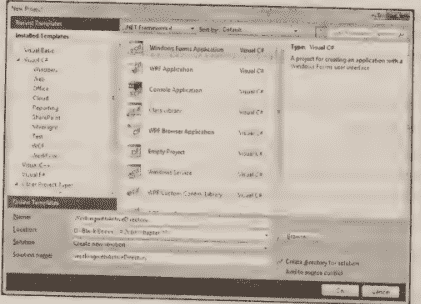 New Project
Recent Templates
.NET Framework 4
Sort by: Default
Installed Templates
Visual Basic
Visual C#
Windows
Web
Office
Cloud
Reporting
SharePoint
Silverlight
Test
WCF
Workflow
Visual C++
Visual F#
Other Project Types
Online Templates
Windows Forms Application Visual C#
WPF Application Visual C#
Console Application Visual C#
Class Library Visual C#
WPF Browser Application Visual C#
Empty Project Visual C#
Windows Service Visual C#
WPF Custom Control Library Visual C#
Type: Visual C#
A project for creating an application with a
Windows Forms user interface
Name:
Location:
Solution: Create new solution
Solution name:
Browse...
Create directory for solution
Add to source control
OK
Cancel